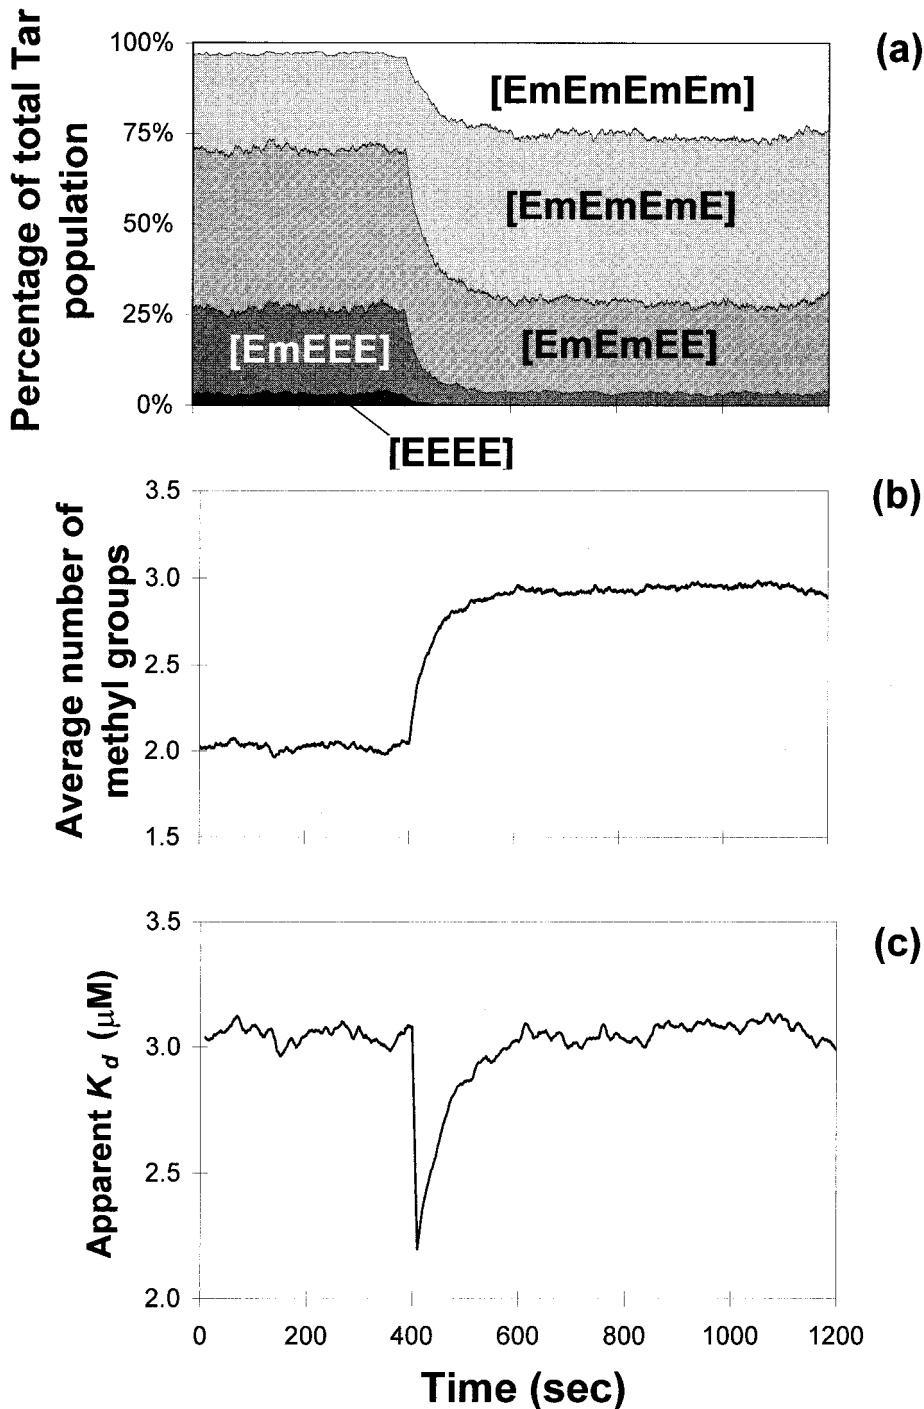 (a)
Percentage of total Tar
population
100%
75%
50%
25%
0%
[EmEmEmEm]
[EmEmEmE]
[EmEmEE]
[EmEEE]
[EEEE]
(b)
Average number of
methyl groups
3.5
3.0
2.5
2.0
1.5
(c)
Apparent K d (μM)
3.5
3.0
2.5
2.0
0 200 400 600 800 1000 1200
Time (sec)